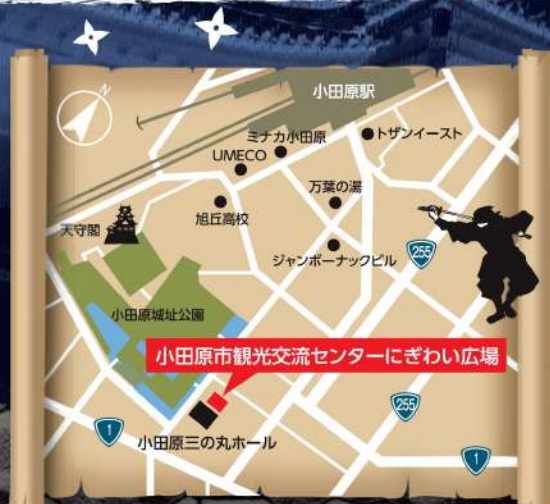 N
小田原駅
ミナカ小田原
トザンイースト
UMECO
万葉の湯
旭丘高校
天守閣
ジャンボーナックビル
255
小田原城址公園
小田原市観光交流センターにぎわい広場
255
1
小田原三の丸ホール
1